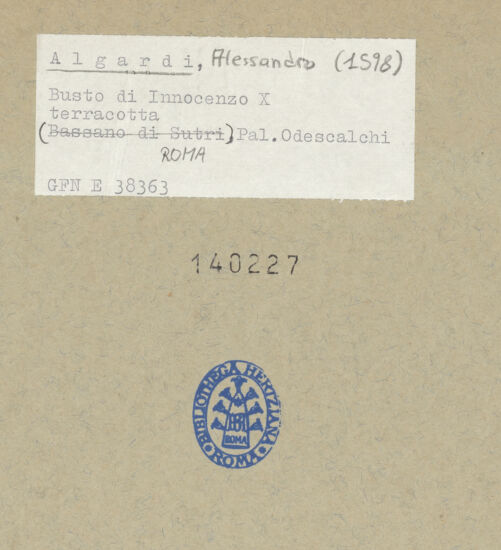 Algardi, Alessandro (1598)
Busto di Innocenzo X
terracotta
(Bassano di Sutri), Pal. Odescalchi
ROMA
GFN E 38363
140227
BIBLIOTHECA HERTZIANA
ROMA
ROMA